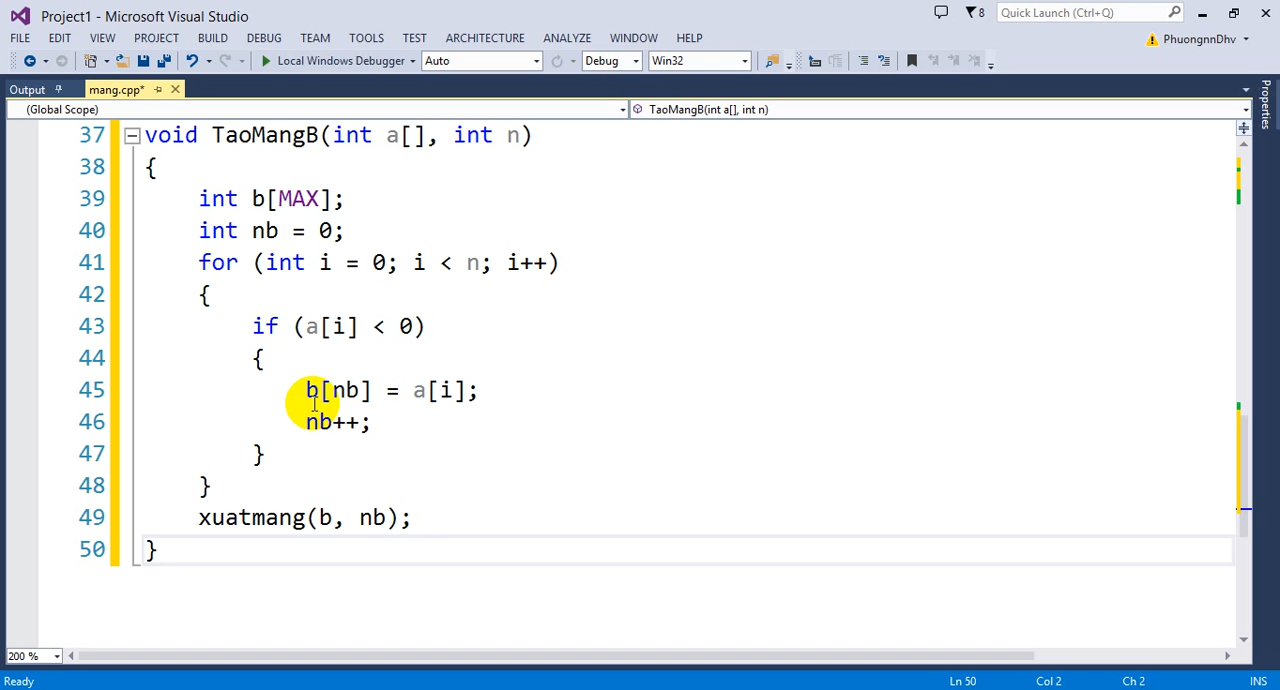 Project1 - Microsoft Visual Studio
8
Quick Launch (Ctrl+Q)
FILE EDIT VIEW PROJECT BUILD DEBUG TEAM TOOLS TEST ARCHITECTURE ANALYZE WINDOW HELP
PhuongnnDhv
Local Windows Debugger Auto Debug Win32
Output mang.cpp*
(Global Scope) TaoMangB(int a[], int n)
Properties
37 void TaoMangB(int a[], int n)
38 {
39 int b[MAX];
40 int nb = 0;
41 for (int i = 0; i < n; i++)
42 {
43 if (a[i] < 0)
44 {
45 b[nb] = a[i];
46 nb++;
47 }
48 }
49 xuatmang(b, nb);
50 }
200 %
Ready Ln 50 Col 2 Ch 2 INS